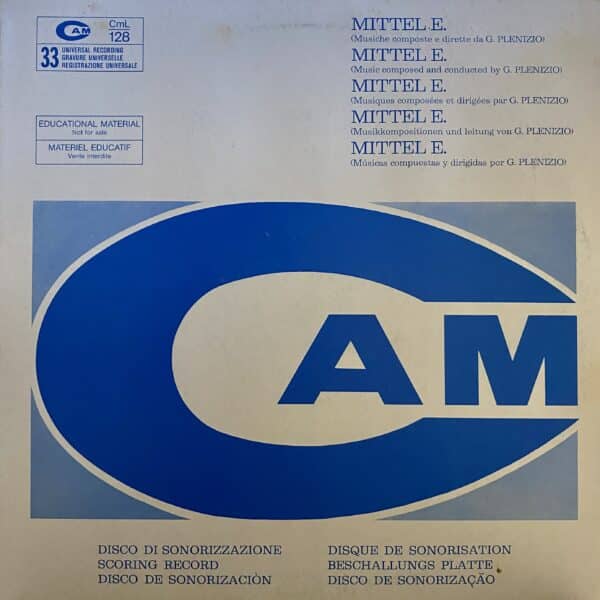 CAM
CmL
128
33
UNIVERSAL RECORDING
GRAVURE UNIVERSELLE
REGISTRAZIONE UNIVERSALE
EDUCATIONAL MATERIAL
Not for sale
MATERIEL EDUCATIF
Vente interdite
MITTEL E.
(Musiche composte e dirette da G. PLENIZIO)
MITTEL E.
(Music composed and conducted by G. PLENIZIO)
MITTEL E.
(Musiques composées et dirigées par G. PLENIZIO)
MITTEL E.
(Musikkompositionen und leitung von G. PLENIZIO)
MITTEL E.
(Músicas compuestas y dirigidas por G. PLENIZIO)
CAM
DISCO DI SONORIZZAZIONE
SCORING RECORD
DISCO DE SONORIZACIÒN
DISQUE DE SONORISATION
BESCHALLUNGS PLATTE
DISCO DE SONORIZAÇÃO